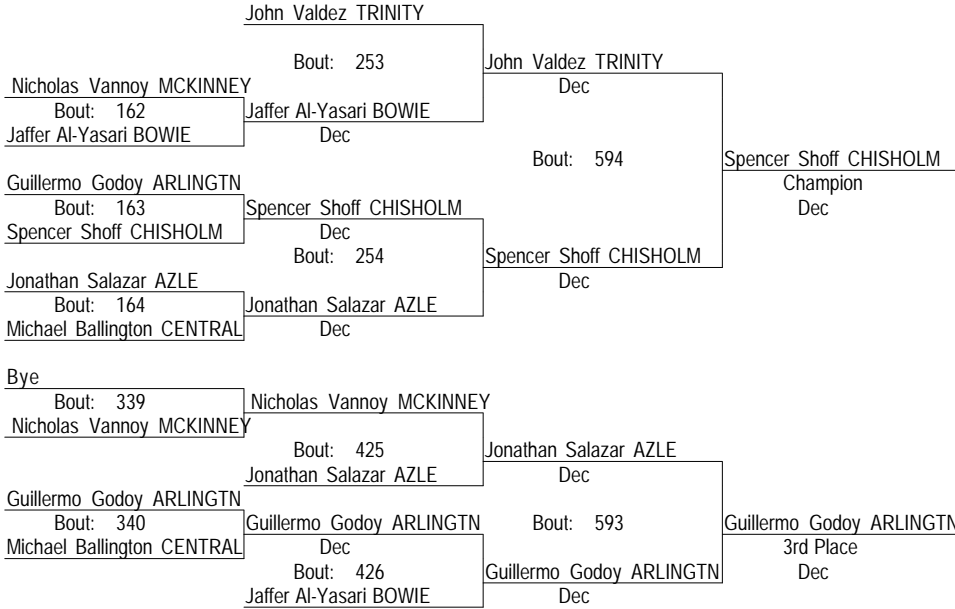 John Valdez TRINITY
Bout: 253
John Valdez TRINITY
Nicholas Vannoy MCKINNEY
Dec
Bout: 162
Jaffer Al-Yasari BOWIE
Jaffer Al-Yasari BOWIE
Dec
Bout: 594
Spencer Shoff CHISHOLM
Guillermo Godoy ARLINGTN
Champion
Bout: 163
Spencer Shoff CHISHOLM
Dec
Spencer Shoff CHISHOLM
Dec
Bout: 254
Spencer Shoff CHISHOLM
Jonathan Salazar AZLE
Dec
Bout: 164
Jonathan Salazar AZLE
Michael Ballington CENTRAL
Dec
Bye
Bout: 339
Nicholas Vannoy MCKINNEY
Nicholas Vannoy MCKINNEY
Bout: 425
Jonathan Salazar AZLE
Jonathan Salazar AZLE
Dec
Guillermo Godoy ARLINGTN
Bout: 340
Guillermo Godoy ARLINGTN
Bout: 593
Guillermo Godoy ARLINGTN
Michael Ballington CENTRAL
Dec
3rd Place
Bout: 426
Guillermo Godoy ARLINGTN
Dec
Jaffer Al-Yasari BOWIE
Dec